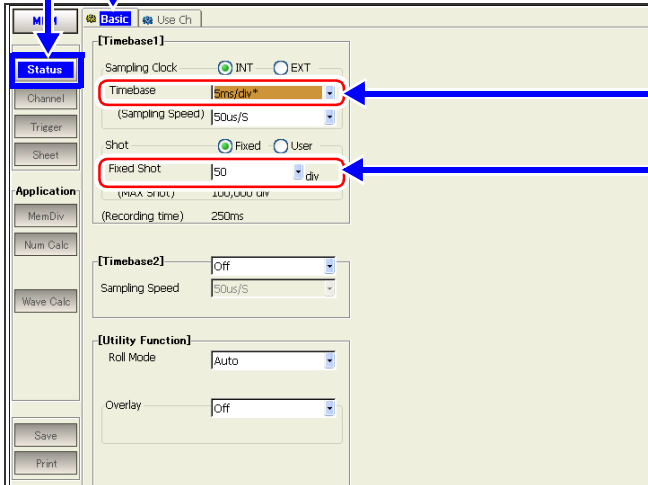 MEM
Basic
Use Ch
[Timebase1]
Status
Sampling Clock
INT
EXT
Channel
Timebase
5ms/div*
Trigger
(Sampling Speed)
50us/S
Sheet
Shot
Fixed
User
Fixed Shot
50
div
Application
(MAX Shot)
100,000 div
MemDiv
(Recording time)
250ms
Num Calc
[Timebase2]
Off
Sampling Speed
50us/S
Wave Calc
[Utility Function]
Roll Mode
Auto
Overlay
Off
Save
Print